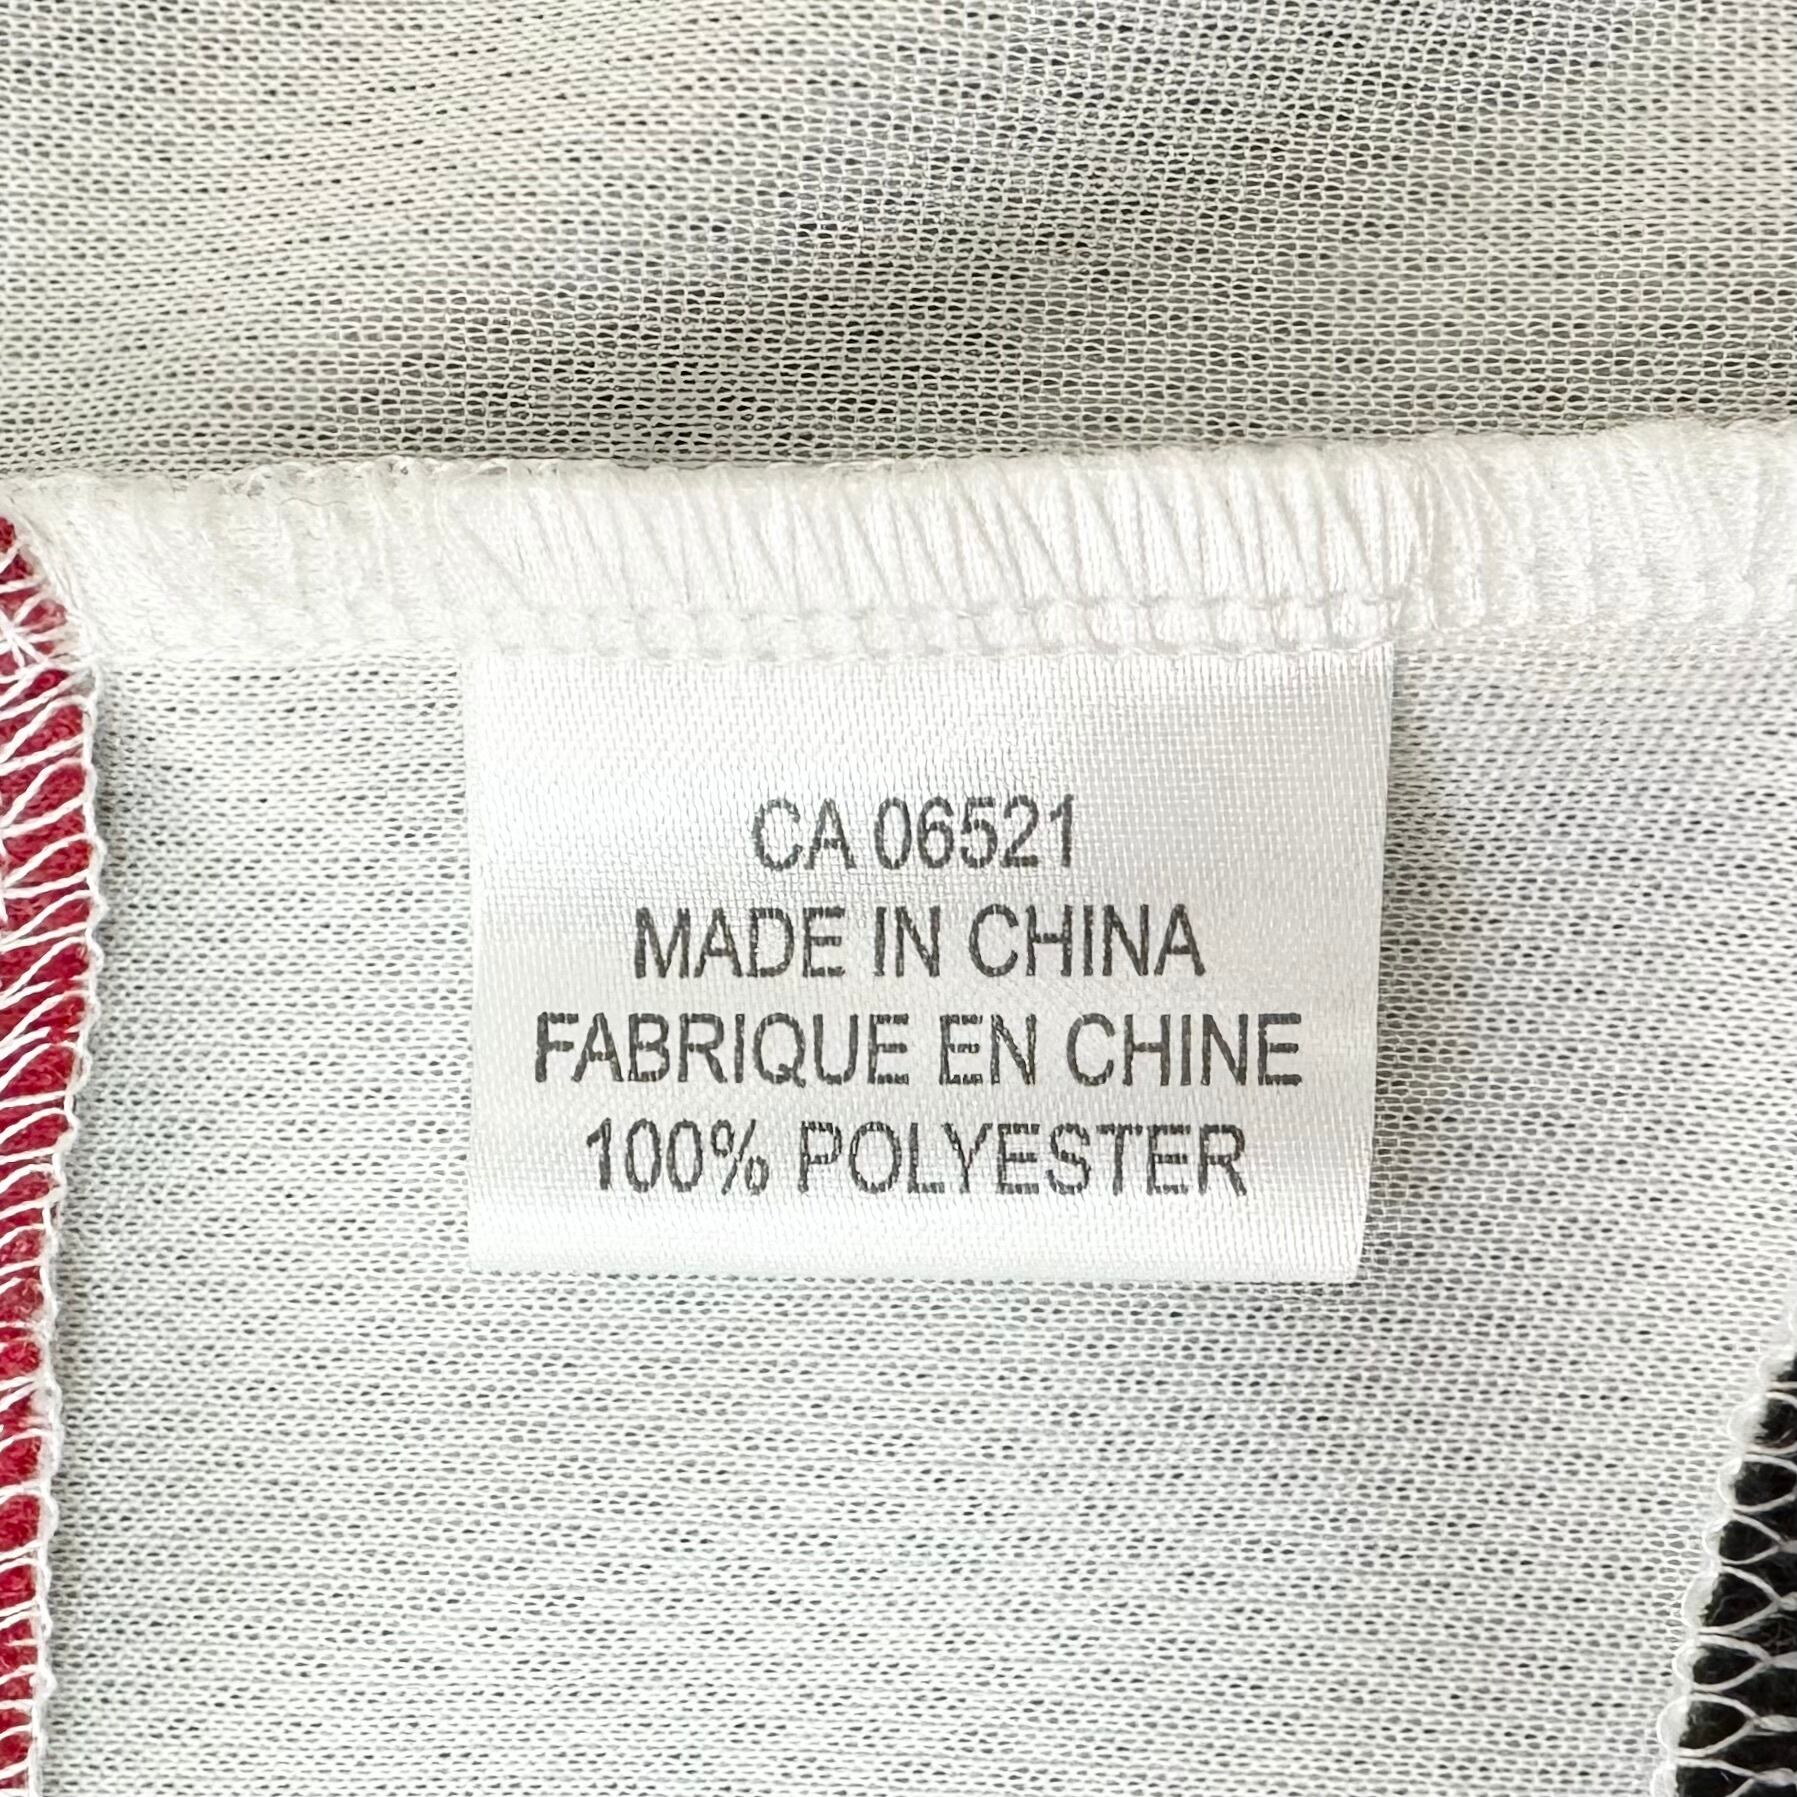 CA 06521
MADE IN CHINA
FABRIQUE EN CHINE
100% POLYESTER